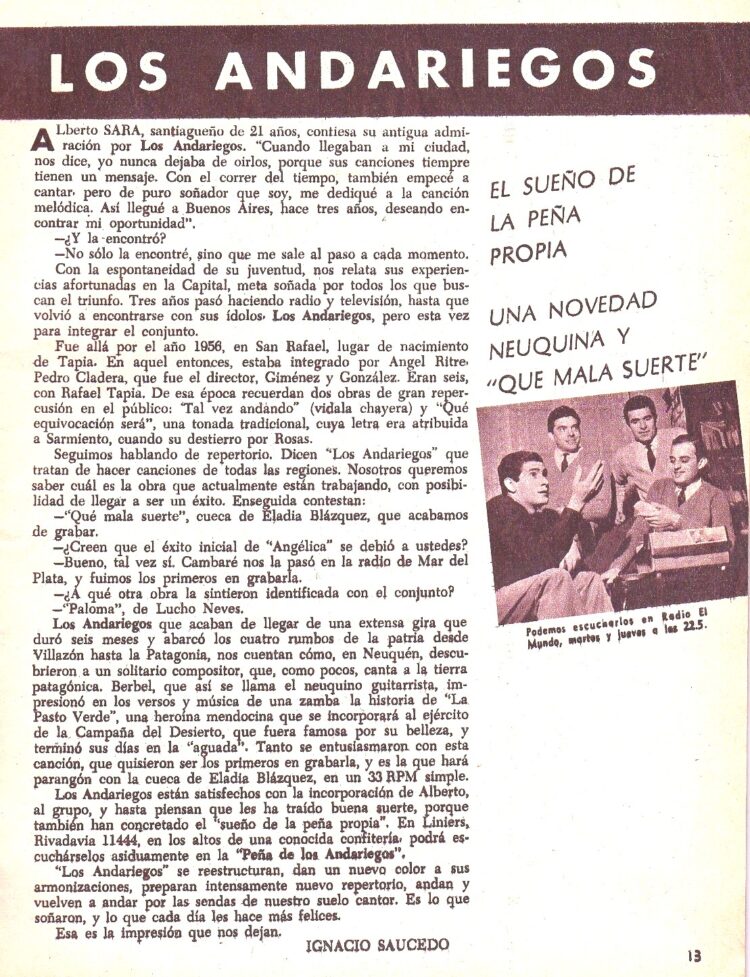 LOS ANDARIEGOS
ALberto SARA, santiagueño de 21 años, contiesa su antigua admi-
ración por Los Andariegos. "Cuando llegaban a mi ciudad,
nos dice, yo nunca dejaba de oirlos, porque sus canciones tiempre
tienen un mensaje. Con el correr del tiempo, también empecé a
cantar, pero de puro soñador que soy, me dediqué a la canción
melódica. Así llegué a Buenos Aires, hace tres años, deseando en-
contrar mi oportunidad".
—¿Y la encontró?
—No sólo la encontré, sino que me sale al paso a cada momento.
Con la espontaneidad de su juventud, nos relata sus experien-
cias afortunadas en la Capital, meta soñada por todos los que bus-
can el triunfo. Tres años pasó haciendo radio y televisión, hasta que
volvió a encontrarse con sus ídolos, Los Andariegos, pero esta vez
para integrar el conjunto.
Fue allá por el año 1956, en San Rafael, lugar de nacimiento
de Tapia. En aquel entonces, estaba integrado por Angel Ritre,
Pedro Cladera, que fue el director, Giménez y González. Eran seis,
con Rafael Tapia. De esa época recuerdan dos obras de gran reper-
cusión en el público: "Tal vez andando" (vidala chayera) y "Qué
equivocación será", una tonada tradicional, cuya letra era atribuida
a Sarmiento, cuando su destierro por Rosas.
Seguimos hablando de repertorio. Dicen "Los Andariegos" que
tratan de hacer canciones de todas las regiones. Nosotros queremos
saber cuál es la obra que actualmente están trabajando, con posibi-
lidad de llegar a ser un éxito. Enseguida contestan:
—"Qué mala suerte", cueca de Eladia Blázquez, que acabamos
de grabar.
—¿Creen que el éxito inicial de "Angélica" se debió a ustedes?
—Bueno, tal vez sí. Cambaré nos la pasó en la radio de Mar del
Plata, y fuimos los primeros en grabarla.
—¿A qué otra obra la sintieron identificada con el conjunto?
—"Paloma", de Lucho Neves.
Los Andariegos que acaban de llegar de una extensa gira que
duró seis meses y abarcó los cuatro rumbos de la patria desde
Villazón hasta la Patagonia, nos cuentan cómo, en Neuquén, descu-
brieron a un solitario compositor, que, como pocos, canta a la tierra
patagónica. Berbel, que así se llama el neuquino guitarrista, im-
presionó en los versos y música de una zamba la historia de "La
Pasto Verde", una heroína mendocina que se incorporará al ejército
de la Campaña del Desierto, que fuera famosa por su belleza, y
terminó sus días en la "aguada". Tanto se entusiasmaron con esta
canción, que quisieron ser los primeros en grabarla, y es la que hará
parangón con la cueca de Eladia Blázquez, en un 33 RPM simple.
Los Andariegos están satisfechos con la incorporación de Alberto,
al grupo, y hasta piensan que les ha traído buena suerte, porque
también han concretado el "sueño de la peña propia". En Liniers,
Rivadavia 11444, en los altos de una conocida confitería, podrá es-
cuchárselos asiduamente en la "Peña de los Andariegos".
"Los Andariegos" se reestructuran, dan un nuevo color a sus
armonizaciones, preparan intensamente nuevo repertorio, andan y
vuelven a andar por las sendas de nuestro suelo cantor. Es lo que
soñaron, y lo que cada día les hace más felices.
Esa es la impresión que nos dejan.
IGNACIO SAUCEDO
EL SUEÑO DE
LA PEÑA
PROPIA
UNA NOVEDAD
NEUQUINA Y
"QUE MALA SUERTE"
Podemos escucharlos en Radio El
Mundo, martes y jueves a las 22.5.
13